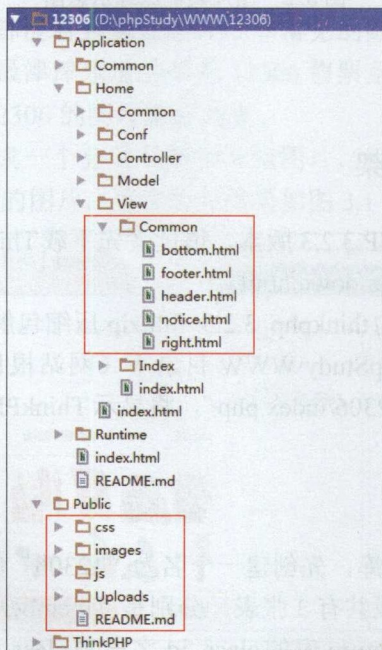 12306 (D:\phpStudy\WWW\12306)
Application
Common
Home
Common
Conf
Controller
Model
View
Common
bottom.html
footer.html
header.html
notice.html
right.html
Index
index.html
index.html
Runtime
index.html
README.md
Public
css
images
js
Uploads
README.md
ThinkPHP